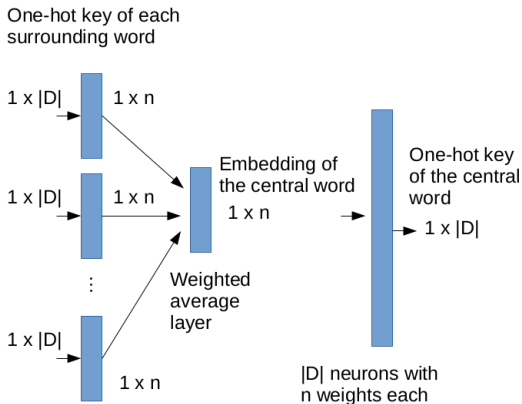 One-hot key of each
surrounding word
1 x |D|
1 x n
1 x |D|
1 x n
...
1 x |D|
1 x n
Weighted
average
layer
Embedding of
the central word
1 x n
One-hot key
of the central
word
1 x |D|
|D| neurons with
n weights each